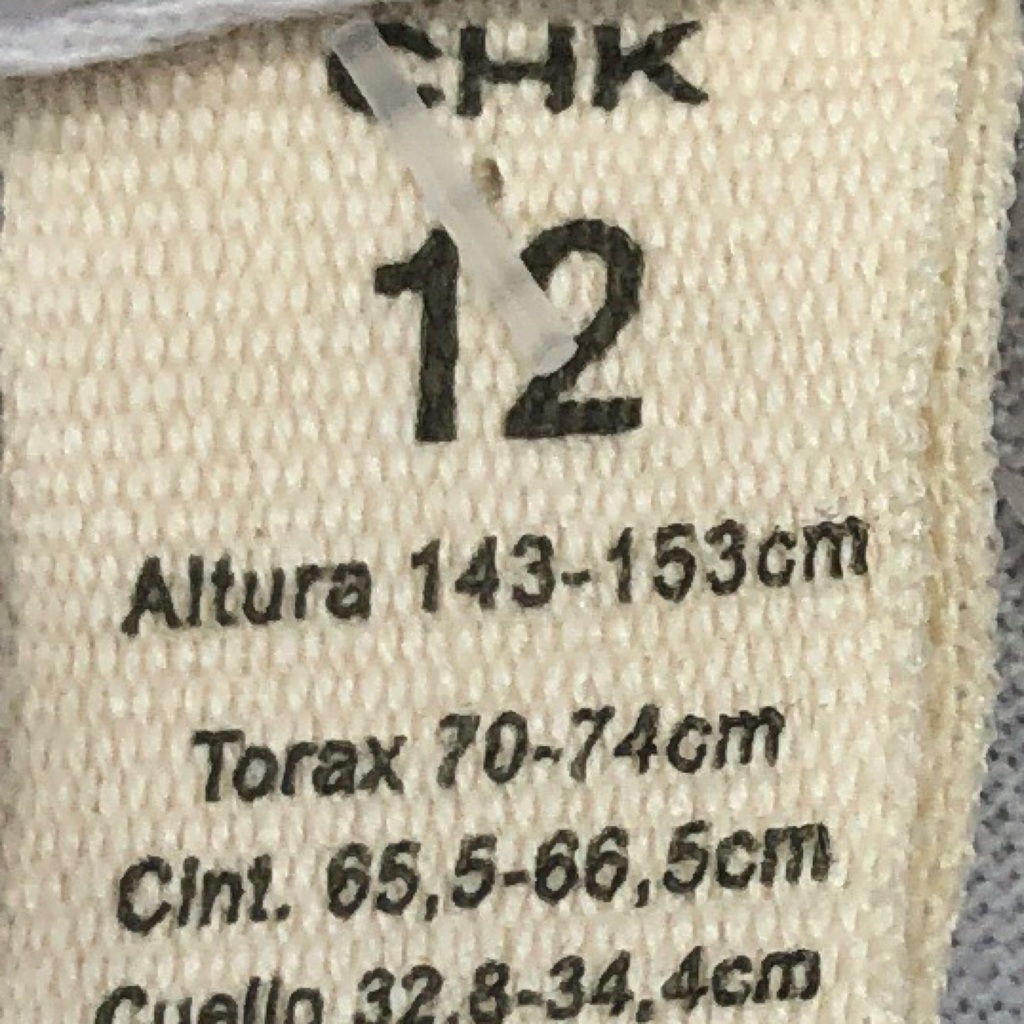 CHK
12
Altura 143-153cm
Torax 70-74cm
Cint. 65,5-66,5cm
Cuello 32,8-34,4cm